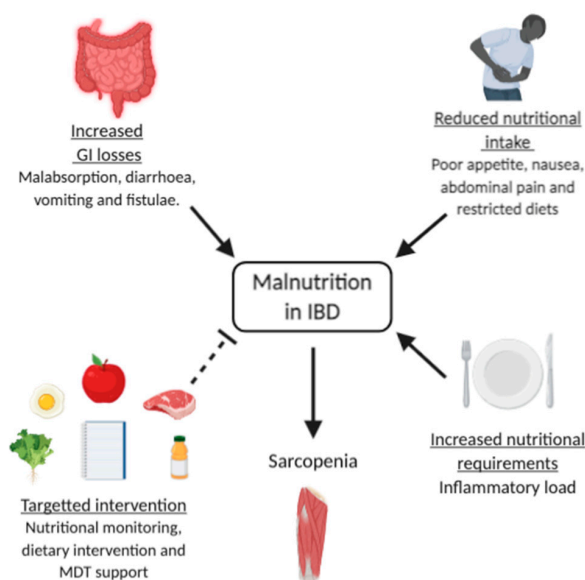 Increased
GI losses
Malabsorption, diarrhoea,
vomiting and fistulae.
Reduced nutritional
intake
Poor appetite, nausea,
abdominal pain and
restricted diets
Malnutrition
in IBD
Targetted intervention
Nutritional monitoring,
dietary intervention and
MDT support
Sarcopenia
Increased nutritional
requirements
Inflammatory load